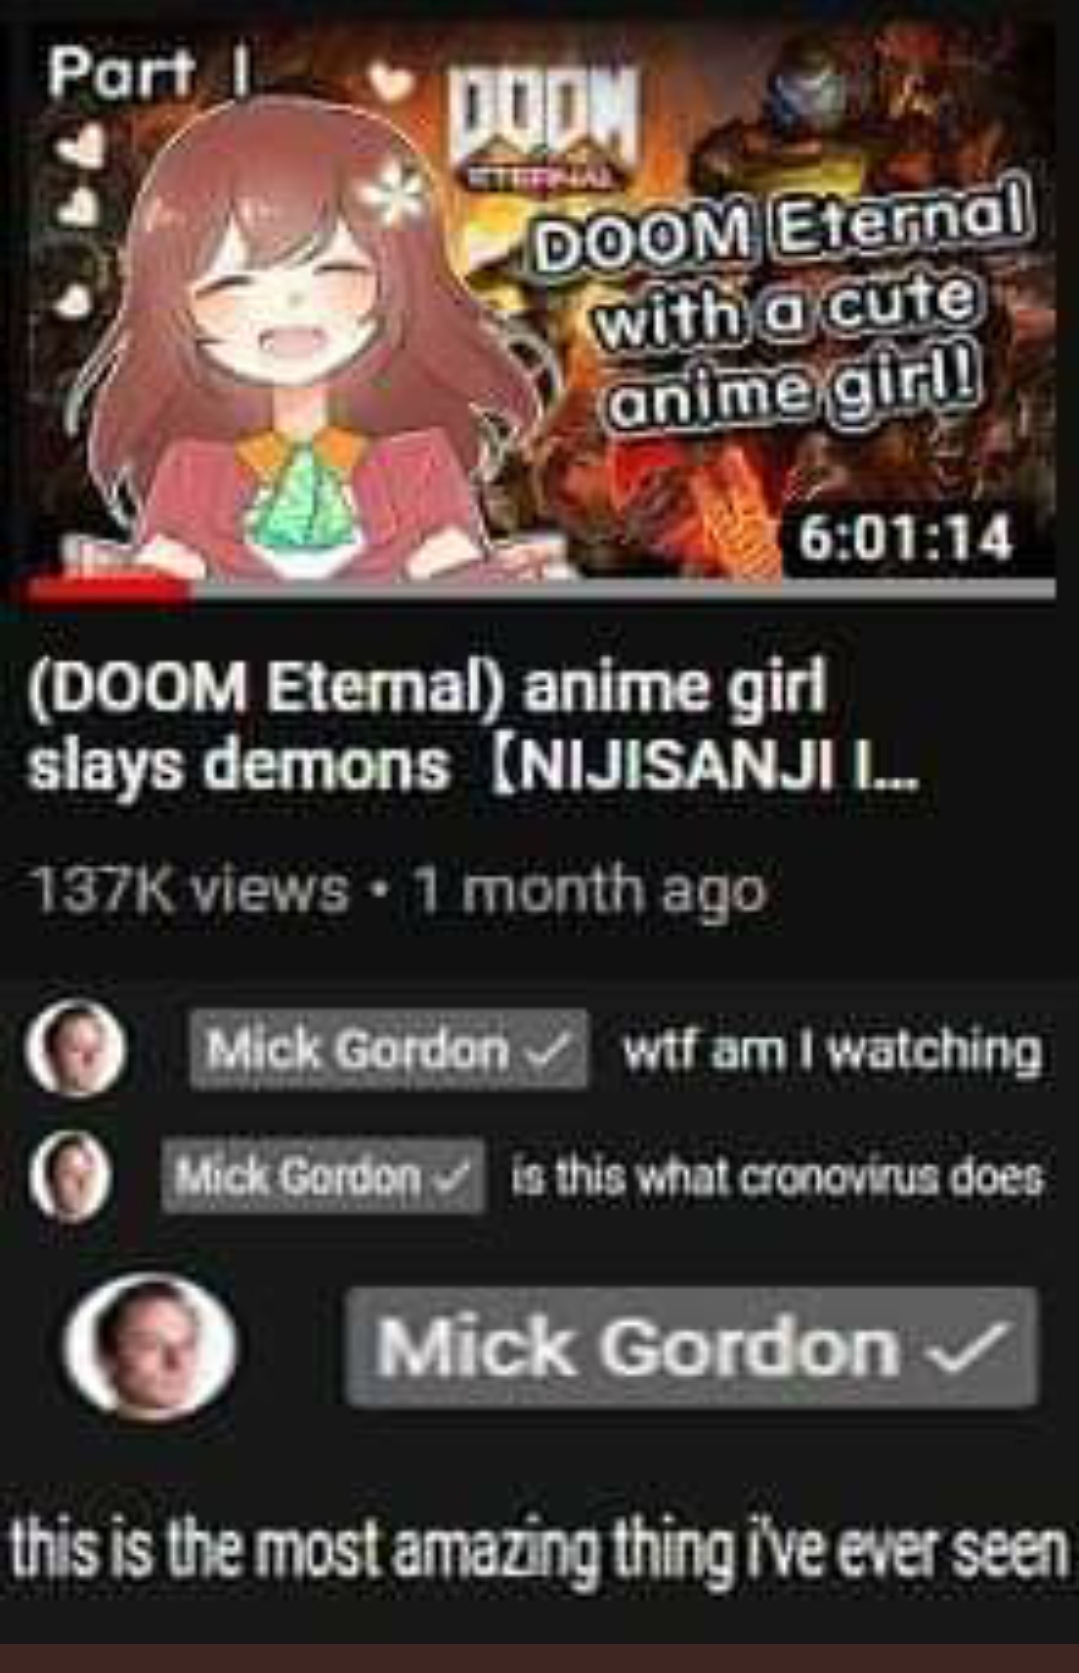 Part 1
DOOM
ETERNAL
DOOM Eternal
with a cute
anime girl!
6:01:14
(DOOM Eternal) anime girl
slays demons【NIJISANJI I...
137K views • 1 month ago
Mick Gordon ✓ wtf am I watching
Mick Gordon ✓ is this what cronovirus does
Mick Gordon ✓
this is the most amazing thing i've ever seen